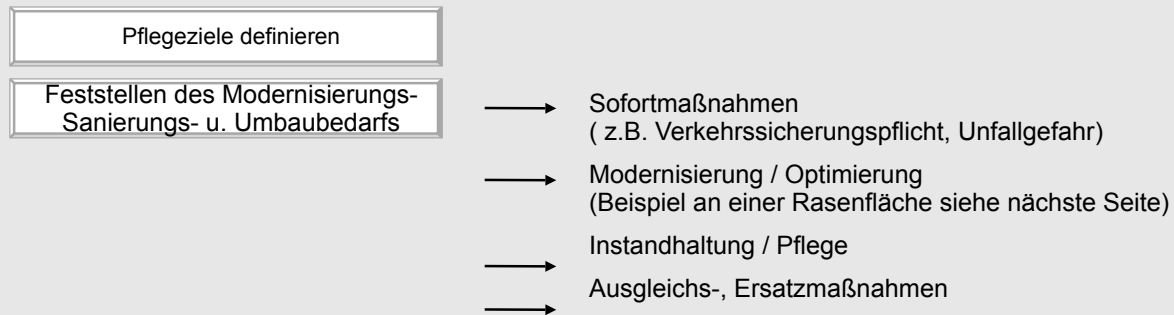 Pflegeziele definieren
Feststellen des Modernisierungs-
Sanierungs- u. Umbaubedarfs
Sofortmaßnahmen
( z.B. Verkehrssicherungspflicht, Unfallgefahr)
Modernisierung / Optimierung
(Beispiel an einer Rasenfläche siehe nächste Seite)
Instandhaltung / Pflege
Ausgleichs-, Ersatzmaßnahmen